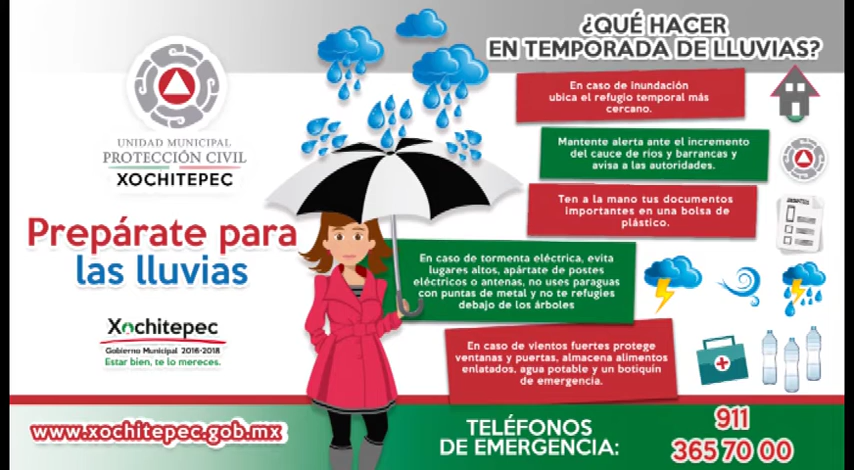 ¿QUÉ HACER
EN TEMPORADA DE LLUVIAS?
UNIDAD MUNICIPAL
PROTECCIÓN CIVIL
XOCHITEPEC
Prepárate para
las lluvias
Xochitepec
Gobierno Municipal 2016-2018
Estar bien, te lo mereces.
En caso de inundación
ubica el refugio temporal más
cercano.
Mantente alerta ante el incremento
del cauce de ríos y barrancas y
avisa a las autoridades.
Ten a la mano tus documentos
importantes en una bolsa de
plástico.
En caso de tormenta eléctrica, evita
lugares altos, apártate de postes
eléctricos o antenas, no uses paraguas
con puntas de metal y no te refugies
debajo de los árboles
En caso de vientos fuertes protege
ventanas y puertas, almacena alimentos
enlatados, agua potable y un botiquín
de emergencia.
www.xochitepec.gob.mx
TELÉFONOS
DE EMERGENCIA:
911
365 70 00